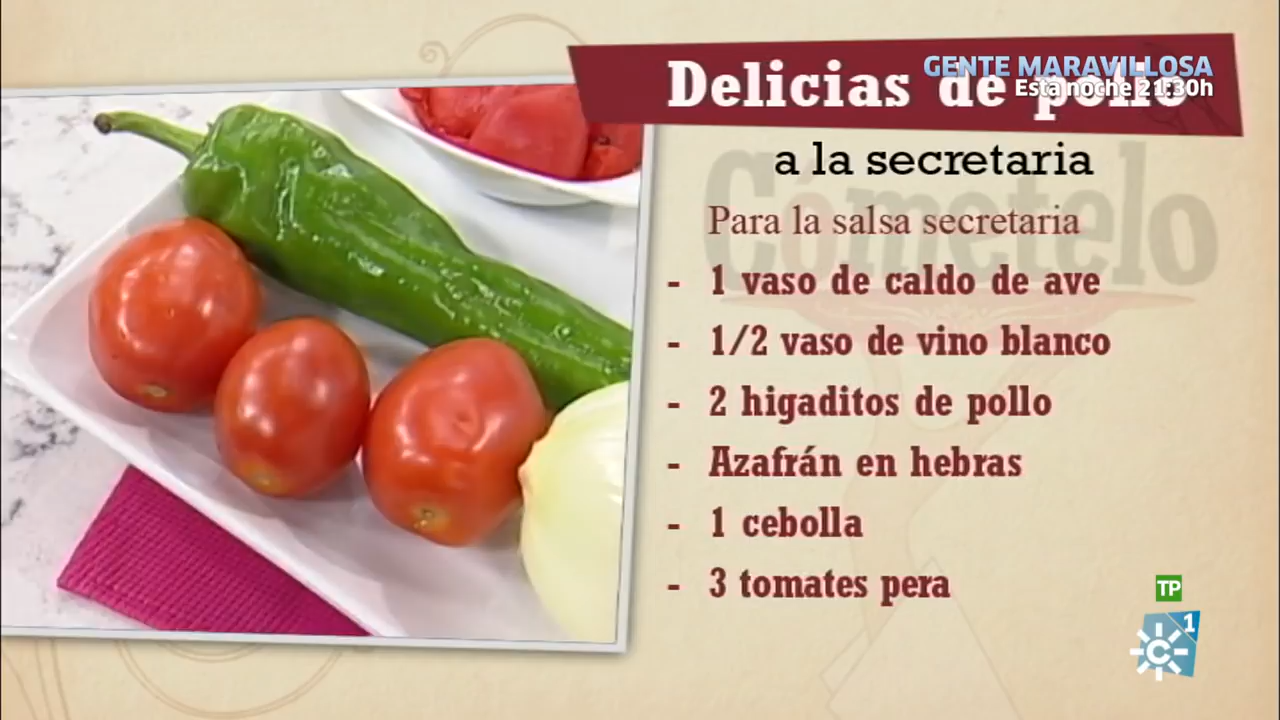 GENTE MARAVILLOSA
Esta noche 21:30h
Delicias de pollo
a la secretaria
Cómetelo
Para la salsa secretaria
- 1 vaso de caldo de ave
- 1/2 vaso de vino blanco
- 2 higaditos de pollo
- Azafrán en hebras
- 1 cebolla
- 3 tomates pera
TP
1
C